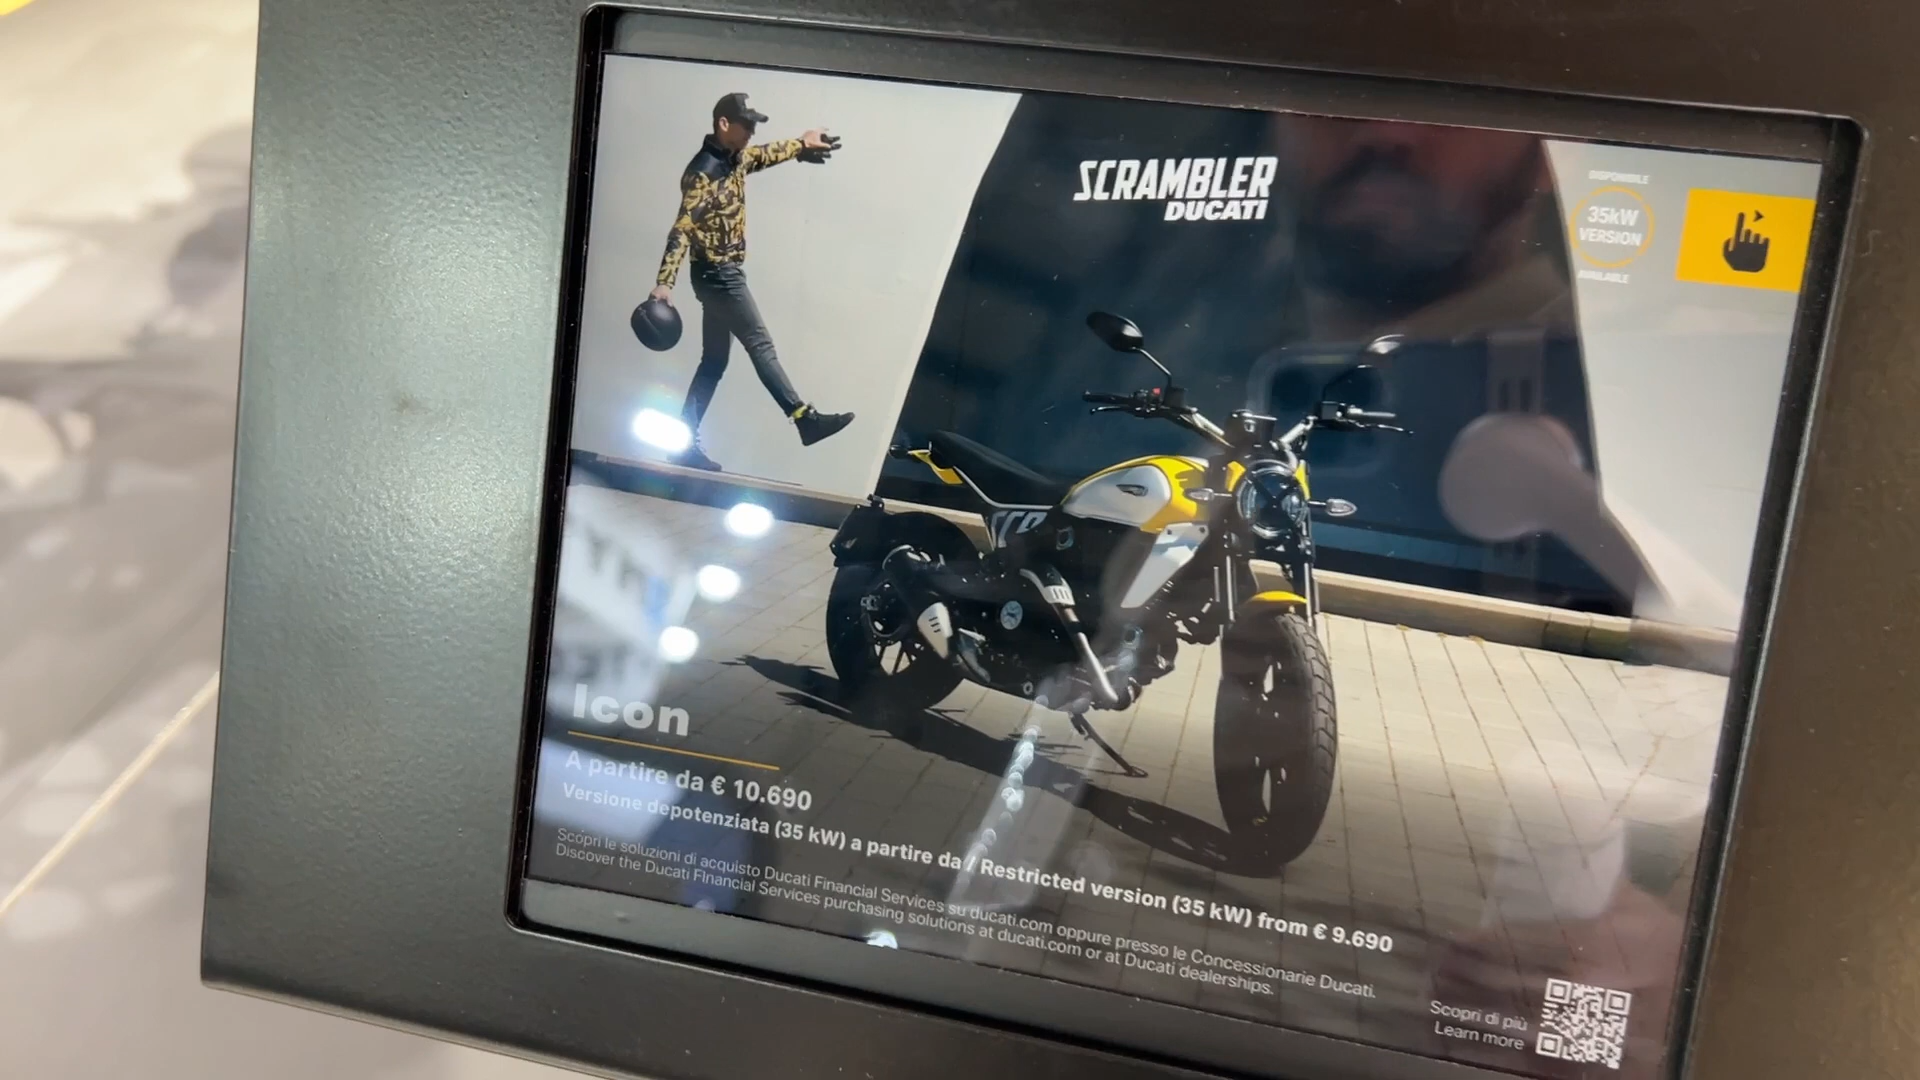 SCRAMBLER
DUCATI
DISPONIBILE
35kW
VERSION
AVAILABLE
SCR
Icon
A partire da € 10.690
Versione depotenziata (35 kW) a partire da / Restricted version (35 kW) from € 9.690
Scopri le soluzioni di acquisto Ducati Financial Services su ducati.com oppure presso le Concessionarie Ducati.
Discover the Ducati FInancial Services purchasing solutions at ducati.com or at Ducati dealerships.
Scopri di più
Learn more